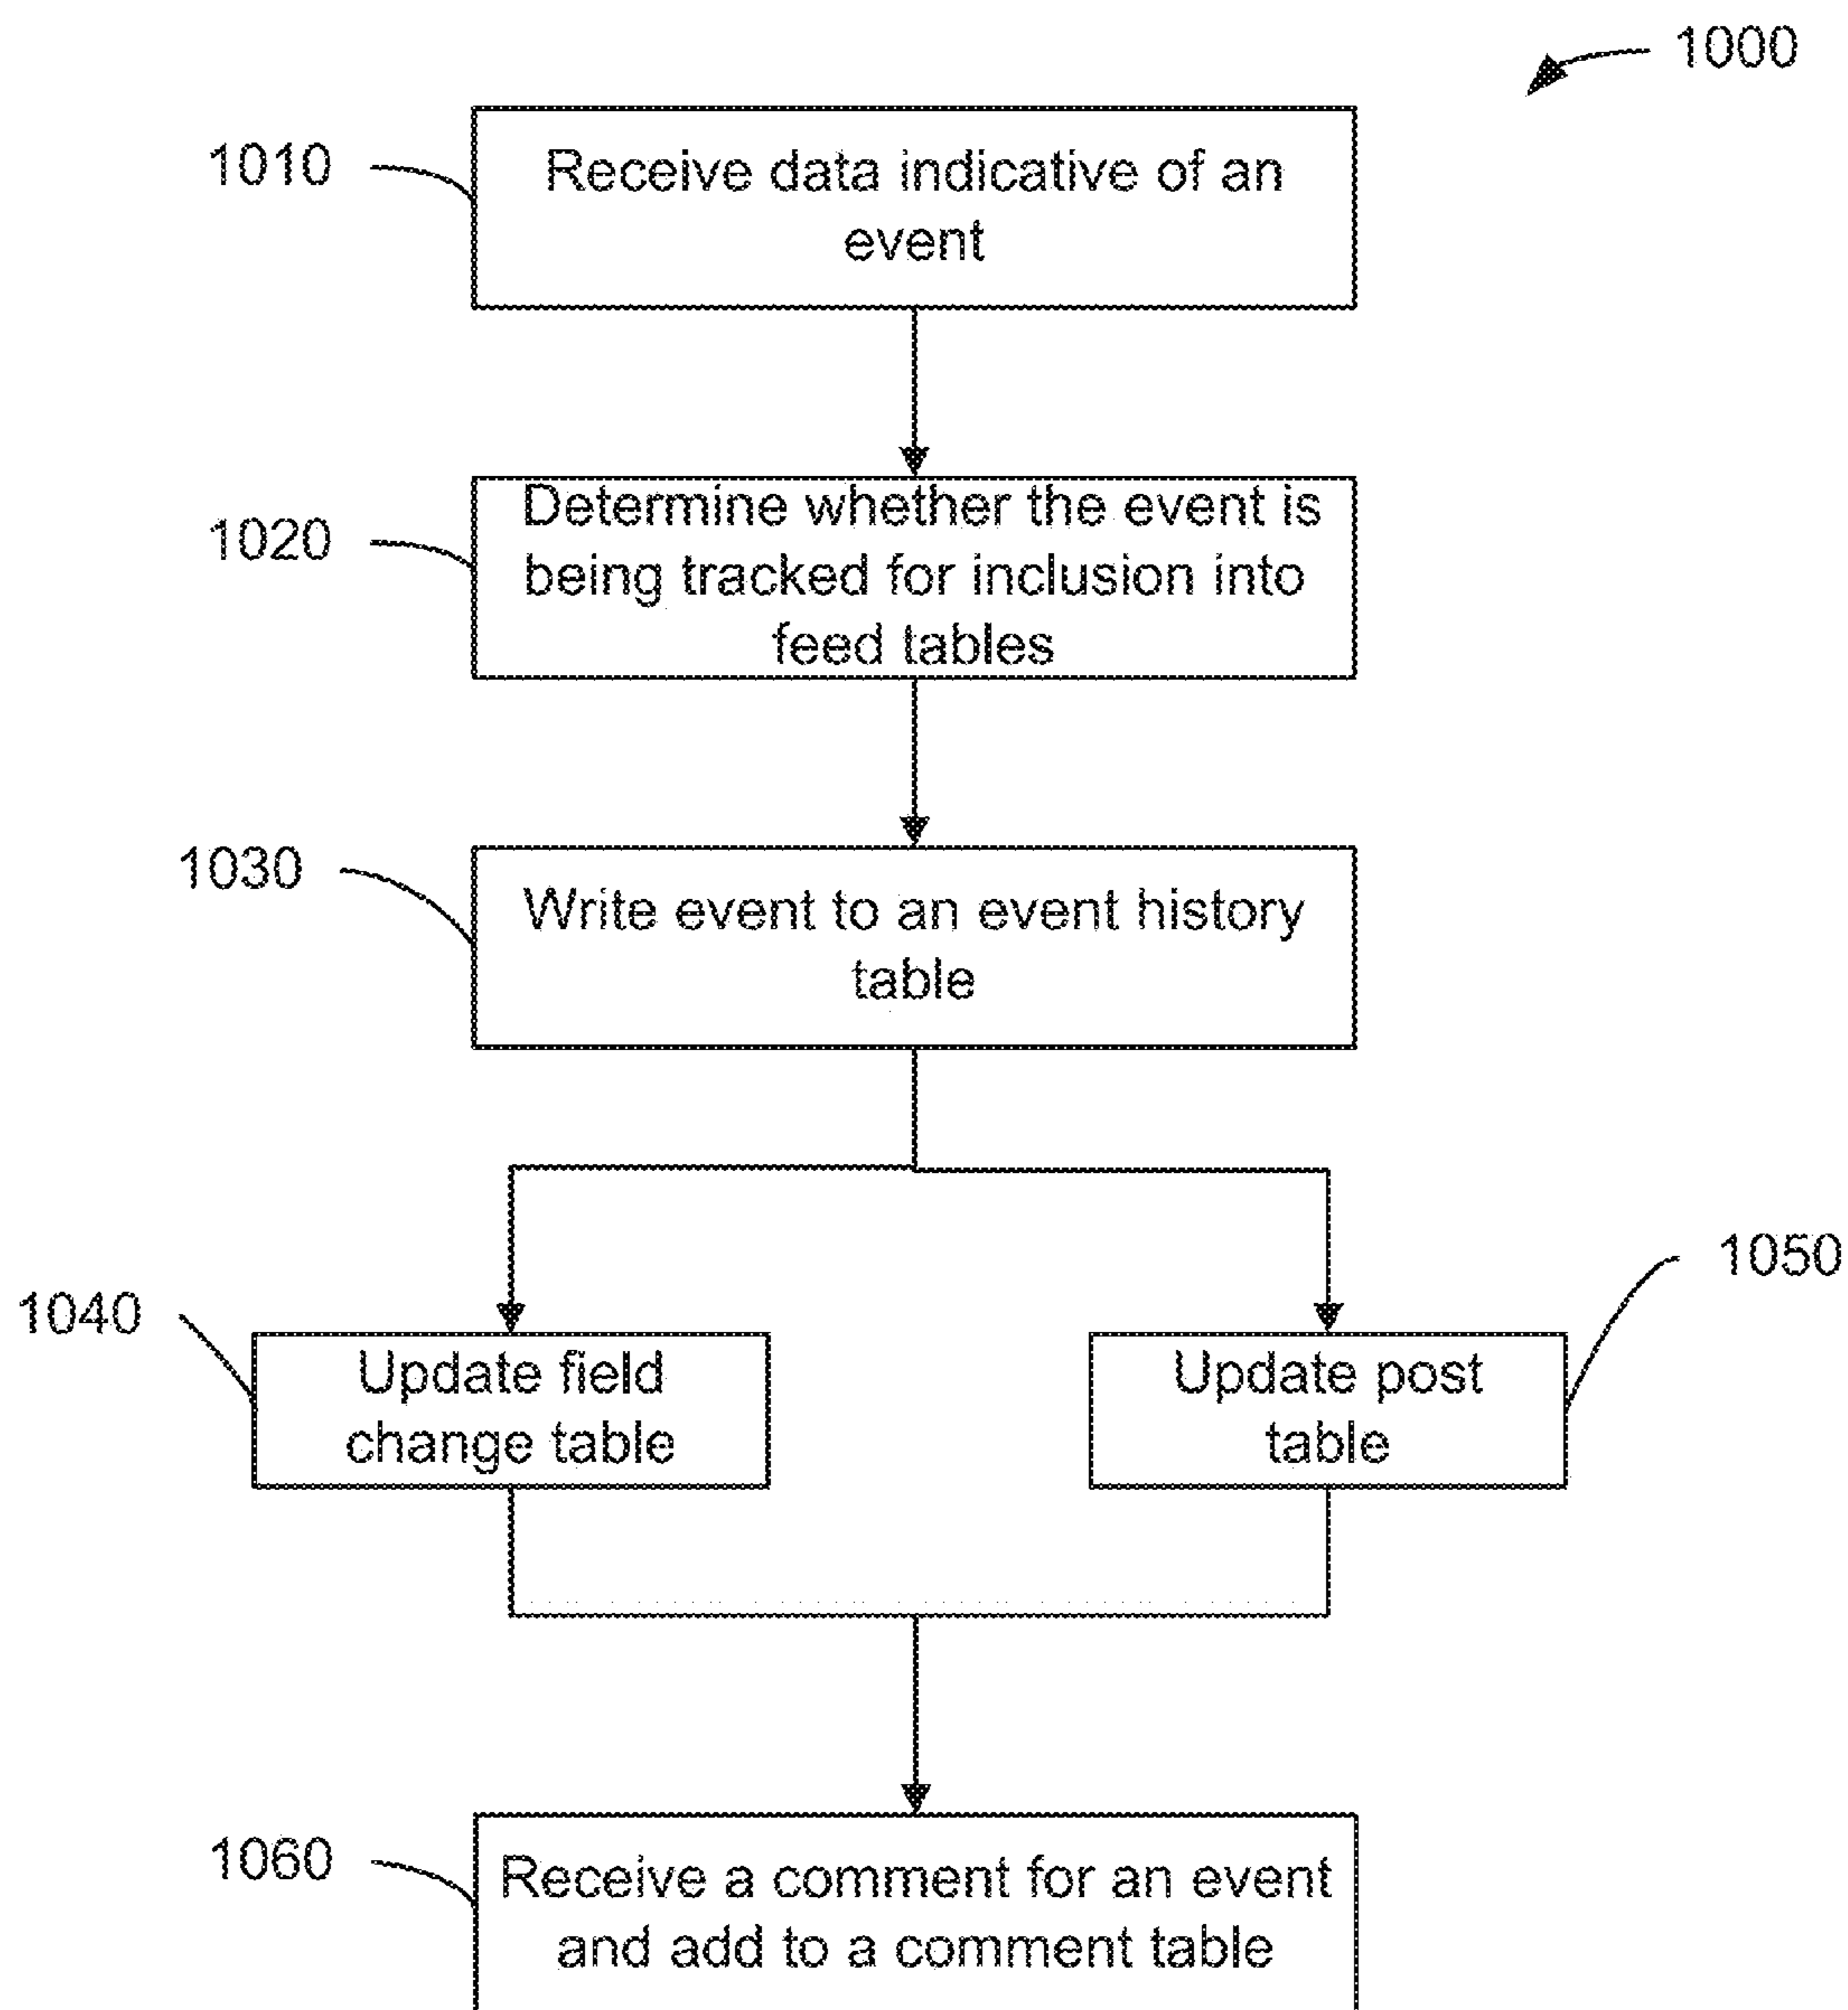 1000
1010
Receive data indicative of an
event
1020
Determine whether the event is
being tracked for inclusion into
feed tables
1030
Write event to an event history
table
1040
Update field
change table
1050
Update post
table
1060
Receive a comment for an event
and add to a comment table